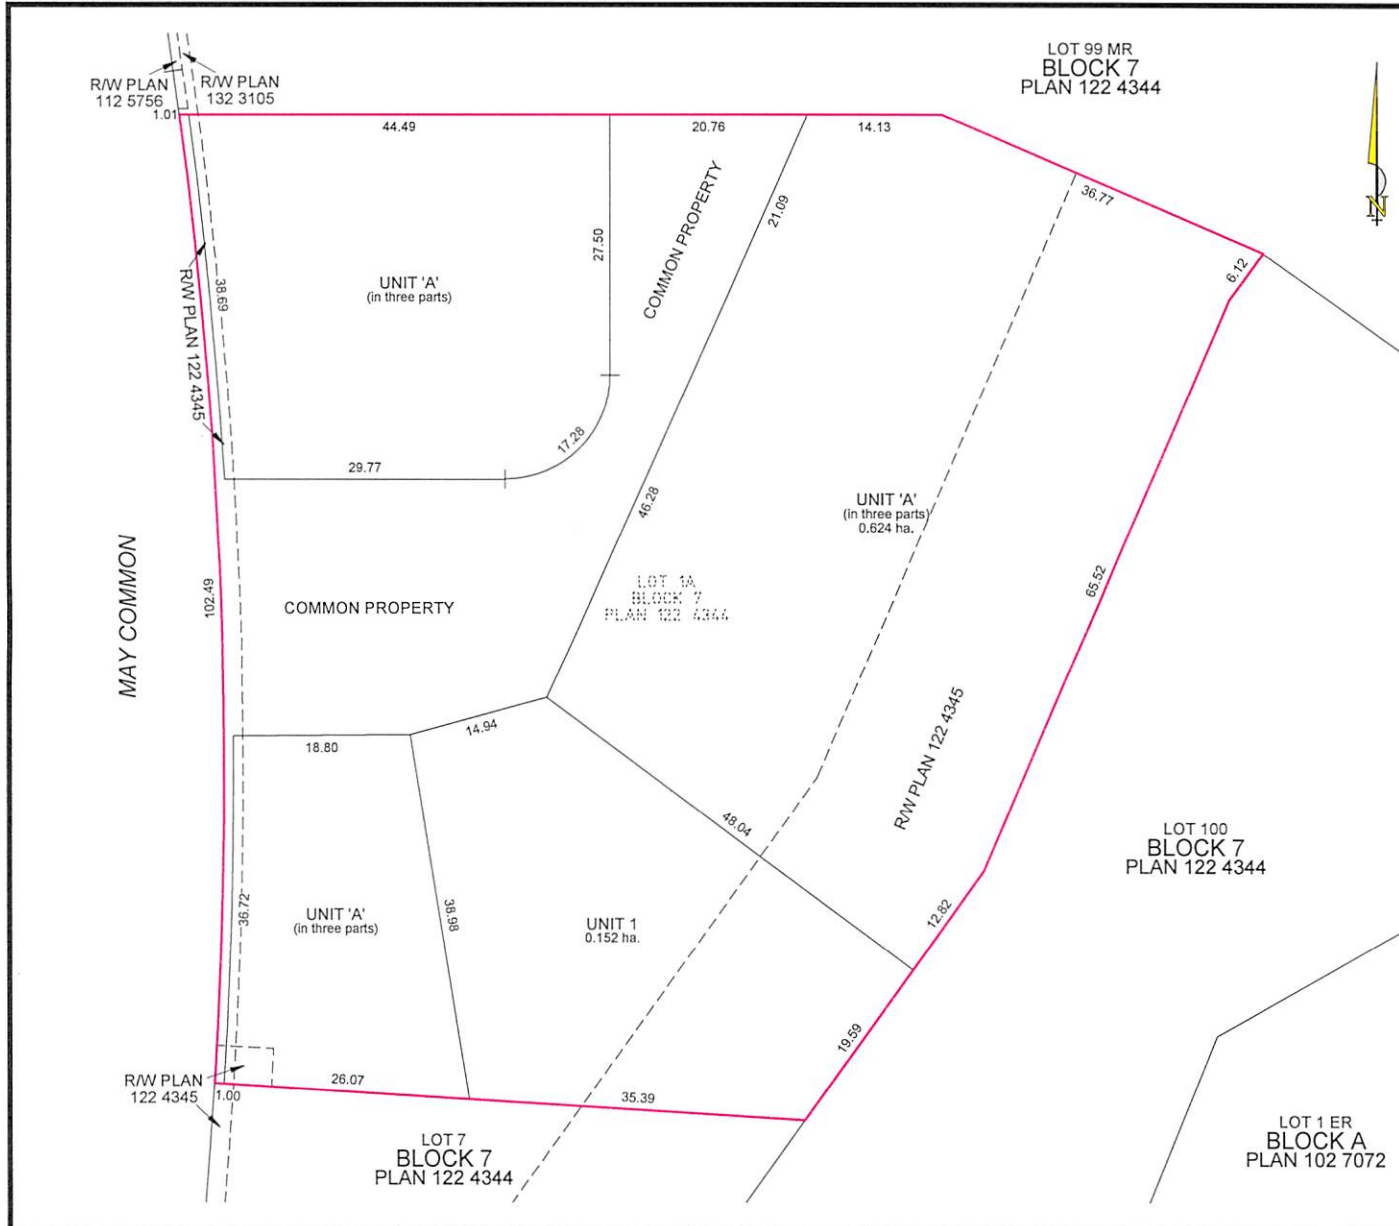 LOT 99 MR
BLOCK 7
PLAN 122 4344
R/W PLAN
112 5756
R/W PLAN
132 3105
1.01
44.49
20.76
14.13
36.77
N
6.12
COMMON PROPERTY
21.09
27.50
UNIT 'A'
(in three parts)
38.69
R/W PLAN 122 4345
17.28
29.77
46.28
UNIT 'A'
(in three parts)
0.624 ha.
MAY COMMON
102.49
COMMON PROPERTY
LOT 1A
BLOCK 7
PLAN 122 4344
65.52
14.94
18.80
R/W PLAN 122 4345
48.04
LOT 100
BLOCK 7
PLAN 122 4344
36.72
UNIT 'A'
(in three parts)
38.98
UNIT 1
0.152 ha.
12.82
19.59
R/W PLAN
122 4345
1.00
26.07
35.39
LOT 7
BLOCK 7
PLAN 122 4344
LOT 1 ER
BLOCK A
PLAN 102 7072